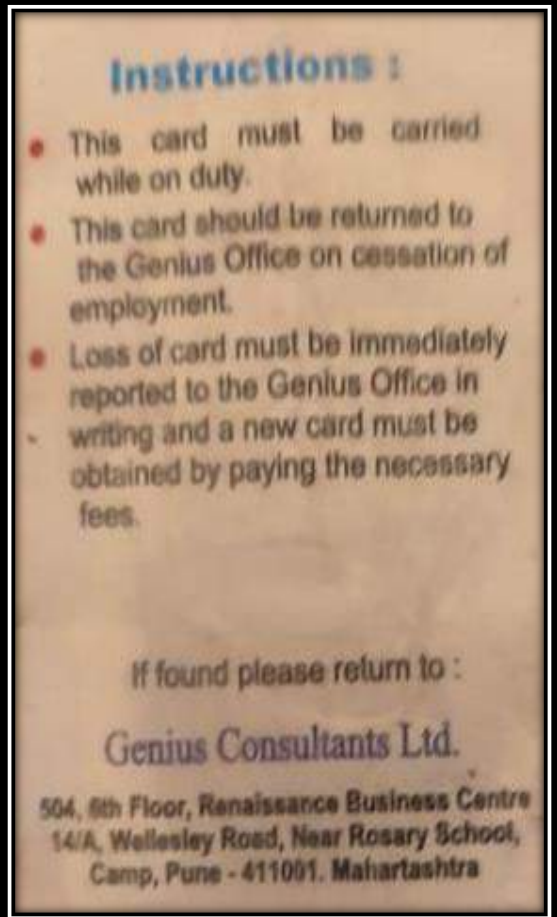 Instructions :
This card must be carried
while on duty.
This card should be returned to
the Genius Office on cessation of
employment.
Loss of card must be immediately
reported to the Genius Office in
writing and a new card must be
obtained by paying the necessary
fees.
If found please return to :
Genius Consultants Ltd.
504, 6th Floor, Renaissance Business Centre
14/A, Wellesley Road, Near Rosary School,
Camp, Pune - 411001. Mahartashtra